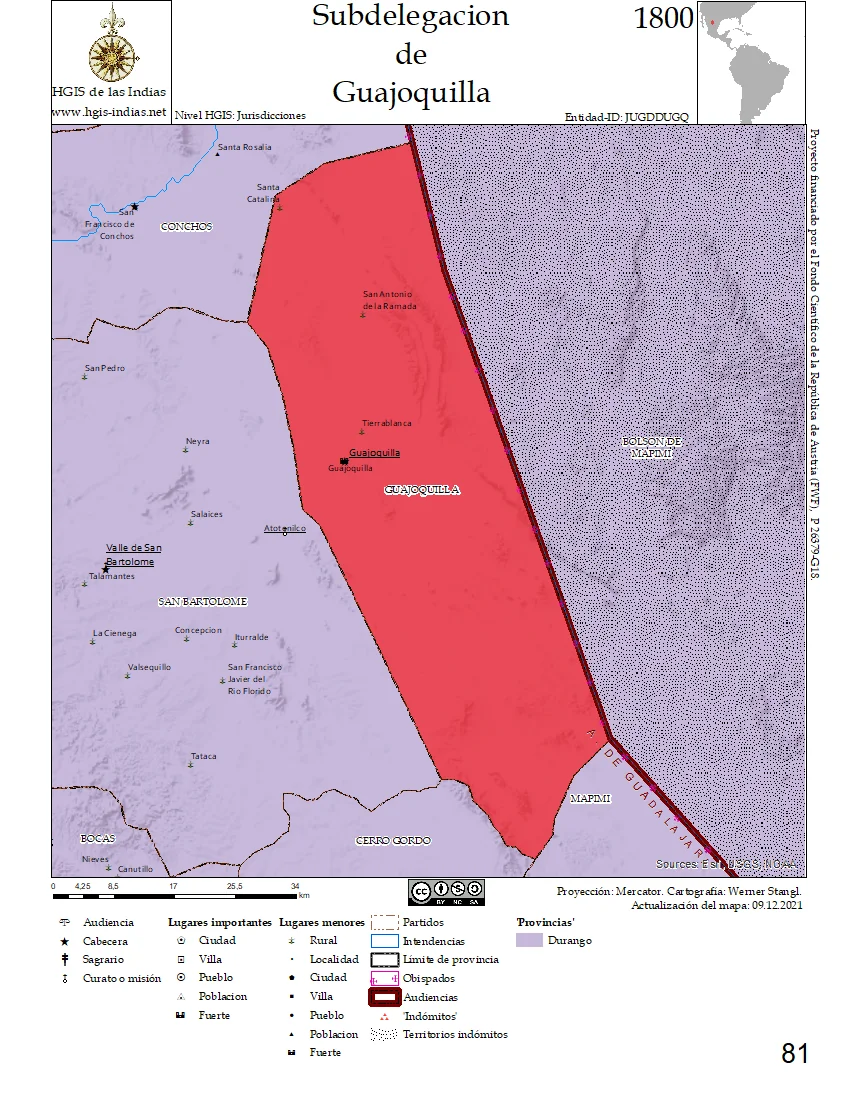 Subdelegacion
de
Guajoquilla
1800
HGIS de las Indias
www.hgis-indias.net
Nivel HGIS: Jurisdicciones
Entidad-ID: JUGDDUGQ
Proyecto financiado por el Fondo Científico de la República de Austria (FWF), P 26379-G18.
Santa Rosalia
Santa
Catalina
San
Francisco de
Conchos
CONCHOS
San Antonio
de la Ramada
San Pedro
Tierrablanca
Neyra
BOLSON DE
MAPIMI
Guajoquilla
Guajoquilla
GUAJOQUILLA
Salaices
Atotonilco
Valle de San
Bartolome
Talamantes
SAN BARTOLOME
La Cienega
Concepcion
Iturralde
Valsequillo
San Francisco
Javier del
Rio Florido
A. DE GUADALAJARA
Tataca
MAPIMI
BOCAS
CERRO GORDO
Nieves
Canutillo
Sources: Esri, USGS, NOAA
0 4,25 8,5 17 25,5 34
km
CC BY NC SA
Proyección: Mercator. Cartografía: Werner Stangl.
Actualización del mapa: 09.12.2021
Audiencia
Cabecera
Sagrario
Curato o misión
Lugares importantes
Ciudad
Villa
Pueblo
Poblacion
Fuerte
Lugares menores
Rural
Localidad
Ciudad
Villa
Pueblo
Poblacion
Fuerte
Partidos
Intendencias
Límite de provincia
Obispados
Audiencias
'Indómitos'
Territorios indómitos
'Provincias'
Durango
81